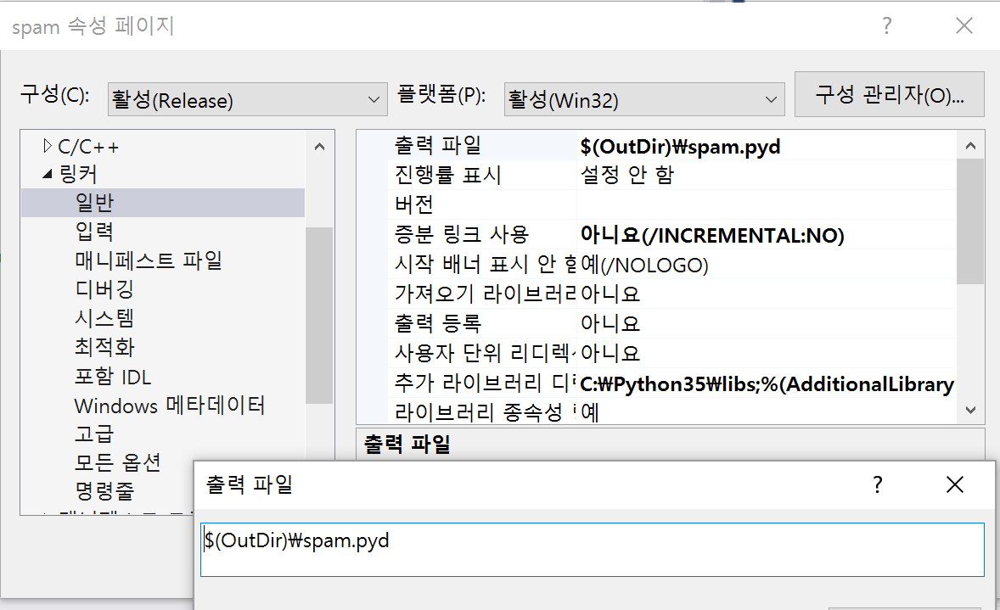 spam 속성 페이지
구성(C): 활성(Release) 플랫폼(P): 활성(Win32) 구성 관리자(O)...
C/C++
링커
일반
입력
매니페스트 파일
디버깅
시스템
최적화
포함 IDL
Windows 메타데이터
고급
모든 옵션
명령줄
출력 파일 $(OutDir)₩spam.pyd
진행률 표시 설정 안 함
버전
증분 링크 사용 아니요(/INCREMENTAL:NO)
시작 배너 표시 안 함 예(/NOLOGO)
가져오기 라이브러리 아니요
출력 등록 아니요
사용자 단위 리디렉션 아니요
추가 라이브러리 디 C:₩Python35₩libs;%(AdditionalLibrary
라이브러리 종속성 예
출력 파일
출력 파일
$(OutDir)₩spam.pyd